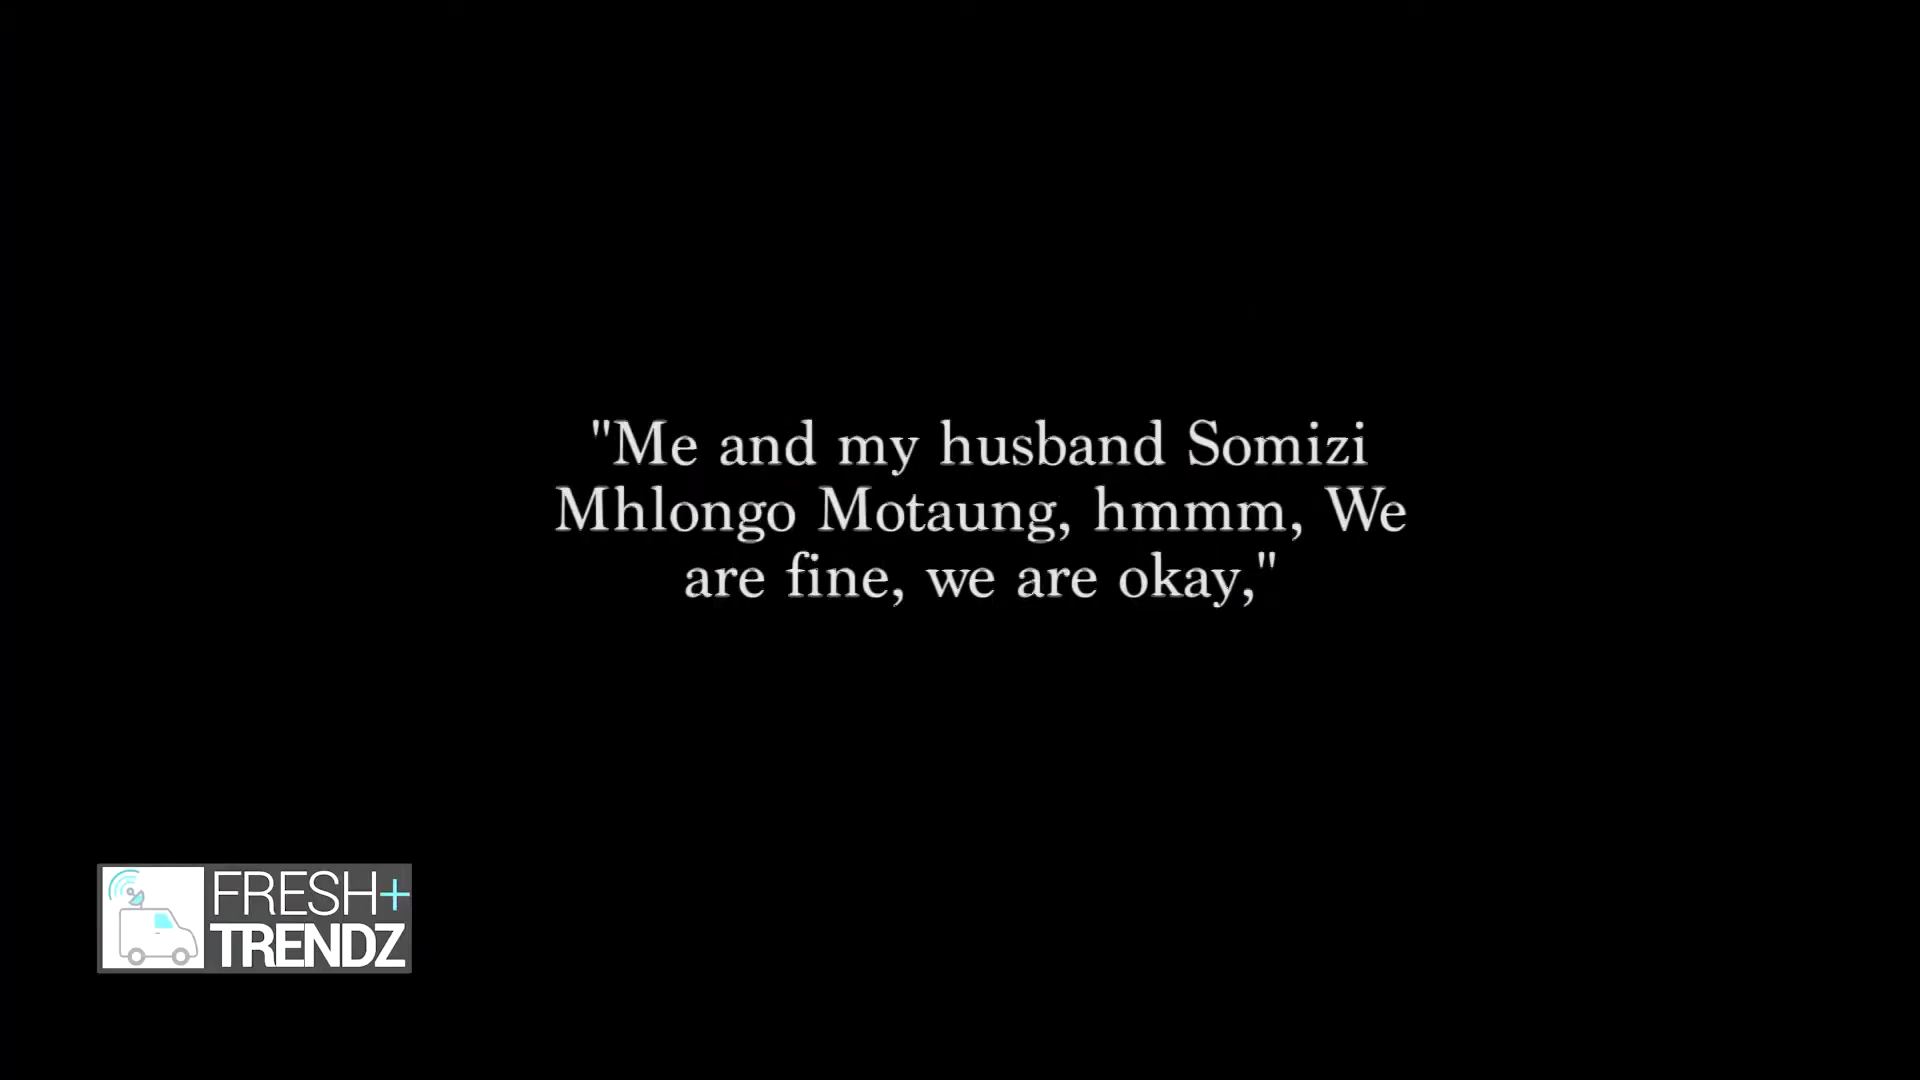 "Me and my husband Somizi
Mhlongo Motaung, hmmm, We
are fine, we are okay,"
FRESH+
TRENDZ